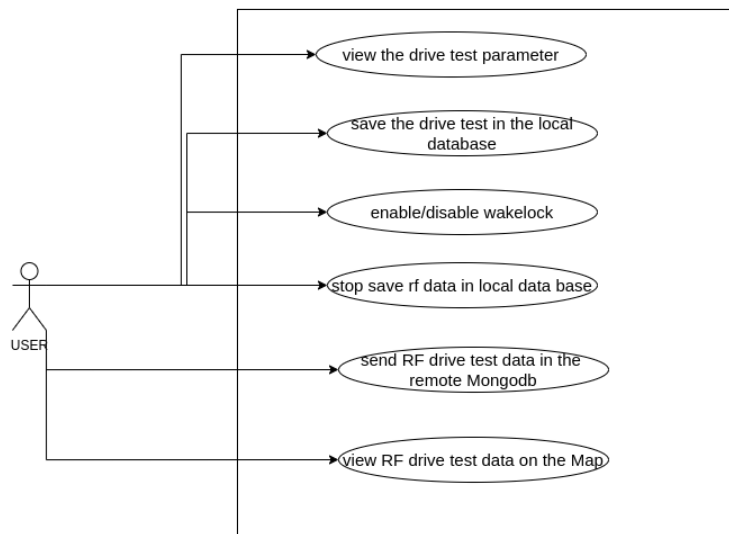 view the drive test parameter
save the drive test in the local
database
enable/disable wakelock
stop save rf data in local data base
USER
send RF drive test data in the
remote Mongodb
view RF drive test data on the Map